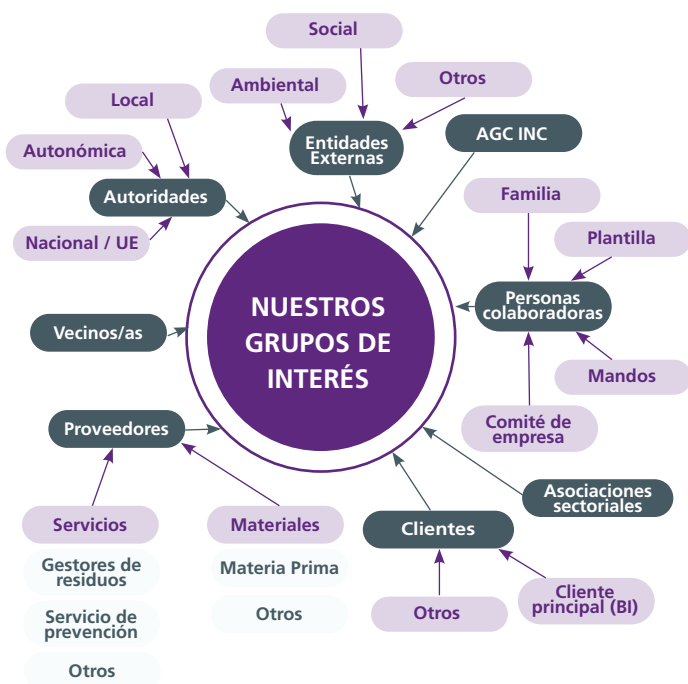 Social
Ambiental
Otros
Entidades
Externas
AGC INC
Local
Autonómica
Autoridades
Nacional / UE
Familia
Plantilla
Personas
colaboradoras
Mandos
Comité de
empresa
NUESTROS
GRUPOS DE
INTERÉS
Vecinos/as
Proveedores
Servicios
Gestores de
residuos
Servicio de
prevención
Otros
Materiales
Materia Prima
Otros
Clientes
Otros
Cliente
principal (BI)
Asociaciones
sectoriales